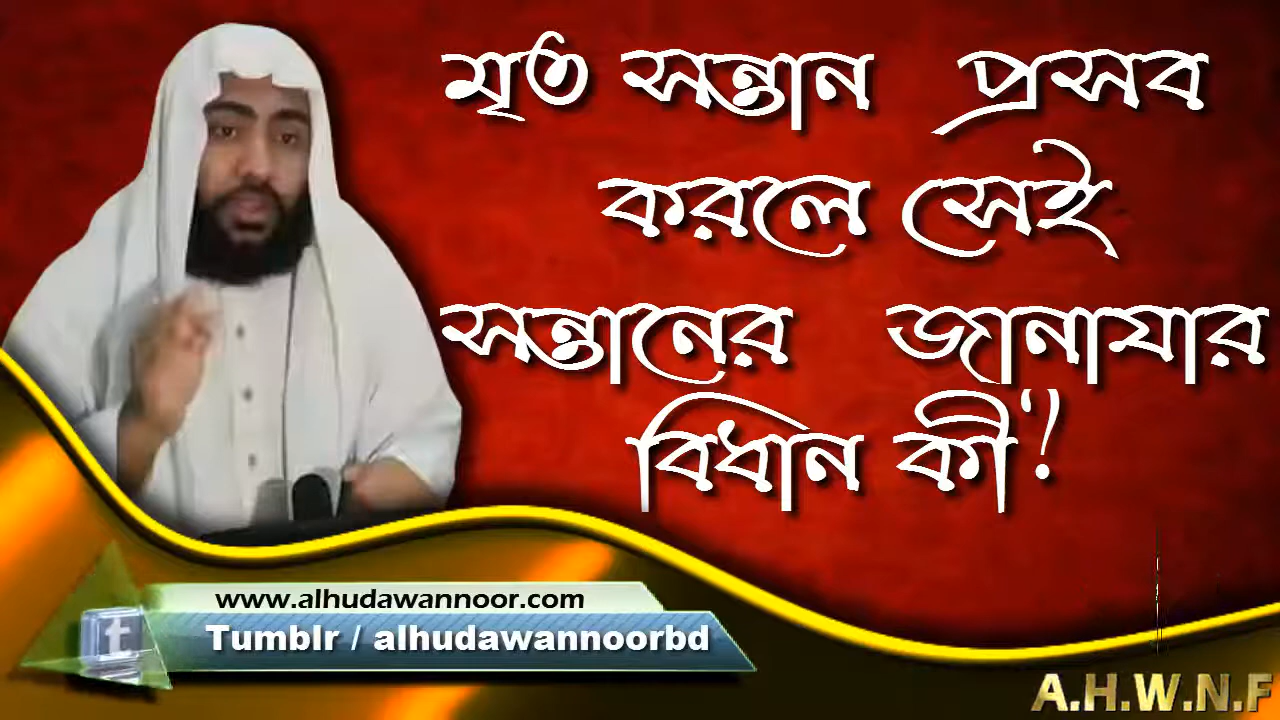 মৃত সন্তান প্রসব
করলে সেই
সন্তানের জানাযার
বিধান কী?
www.alhudawannoor.com
t
Tumblr / alhudawannoorbd
A.H.W.N.F